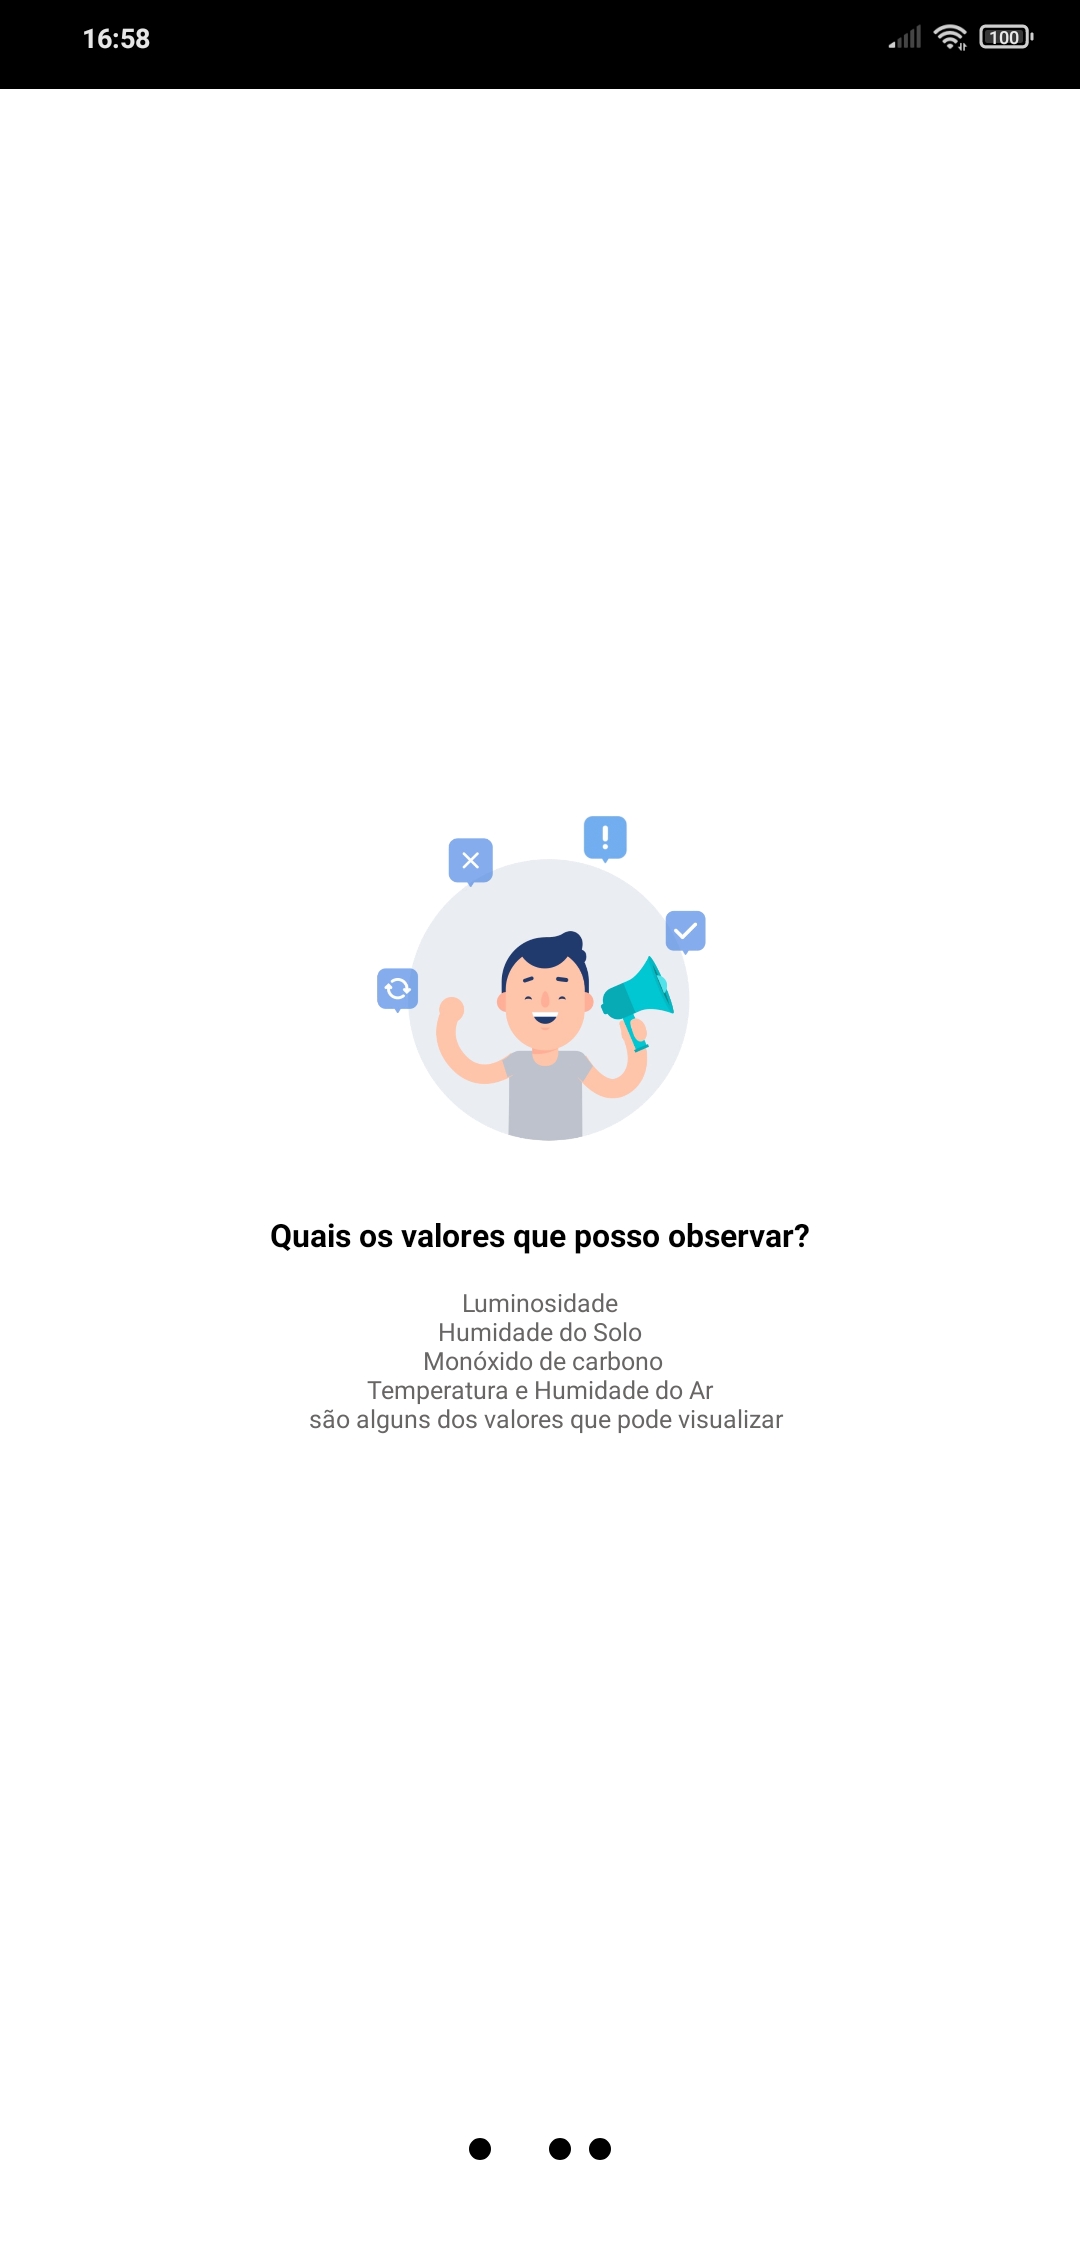 16:58
100
Quais os valores que posso observar?
Luminosidade
Humidade do Solo
Monóxido de carbono
Temperatura e Humidade do Ar
são alguns dos valores que pode visualizar